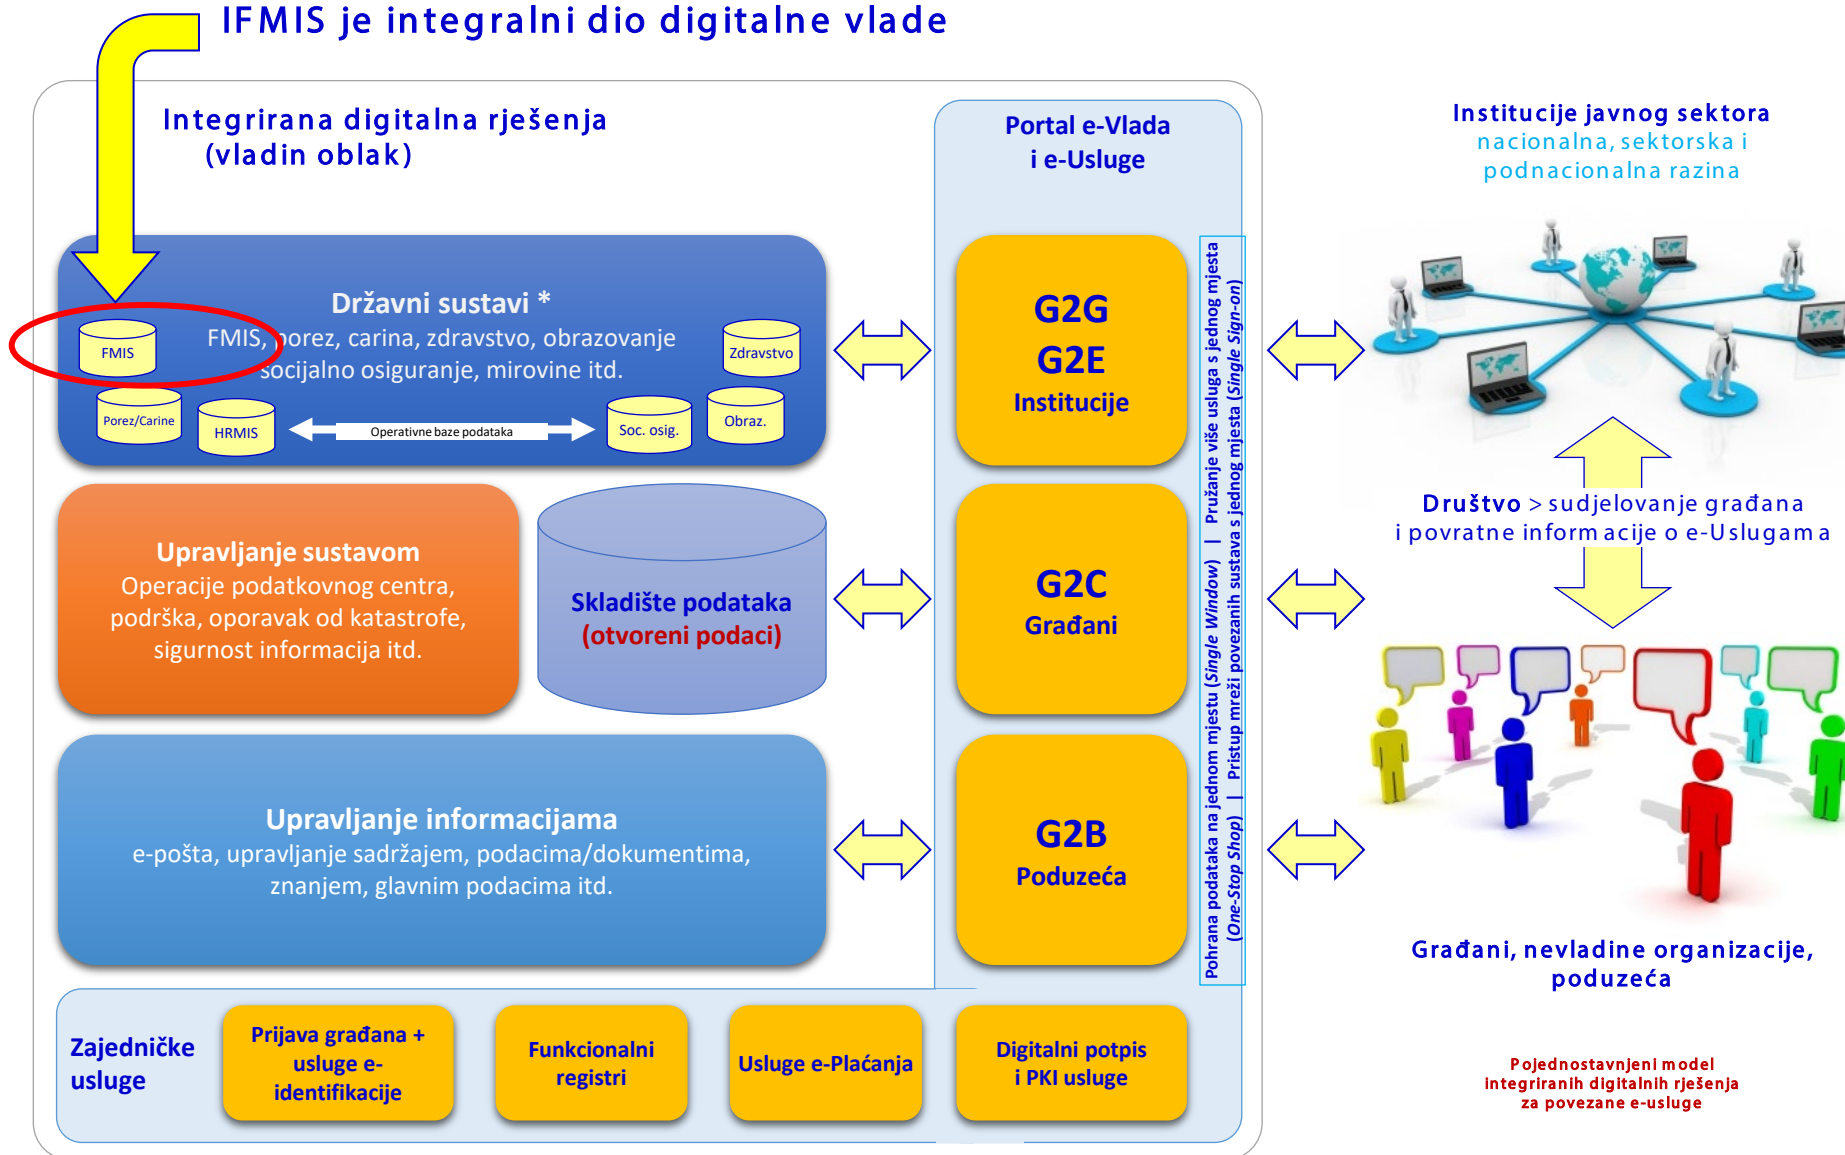 IFMIS je integralni dio digitalne vlade
Integrirana digitalna rješenja
(vladin oblak)
Državni sustavi *
FMIS, porez, carina, zdravstvo, obrazovanje
socijalno osiguranje, mirovine itd.
FMIS
Zdravstvo
Porez/Carine
HRMIS
Operativne baze podataka
Soc. osig.
Obraz.
Upravljanje sustavom
Operacije podatkovnog centra,
podrška, oporavak od katastrofe,
sigurnost informacija itd.
Skladište podataka
(otvoreni podaci)
Upravljanje informacijama
e-pošta, upravljanje sadržajem, podacima/dokumentima,
znanjem, glavnim podacima itd.
Portal e-Vlada
i e-Usluge
G2G
G2E
Institucije
G2C
Građani
G2B
Poduzeća
Pohrana podataka na jednom mjestu (Single Window) | Pružanje više usluga s jednog mjesta
(One-Stop Shop) | Pristup mreži povezanih sustava s jednog mjesta (Single Sign-on)
Zajedničke
usluge
Prijava građana +
usluge e-
identifikacije
Funkcionalni
registri
Usluge e-Plaćanja
Digitalni potpis
i PKI usluge
Institucije javnog sektora
nacionalna, sektorska i
podnacionalna razina
Društvo > sudjelovanje građana
i povratne informacije o e-Uslugama
Građani, nevladine organizacije,
poduzeća
Pojednostavnjeni model
integriranih digitalnih rješenja
za povezane e-usluge